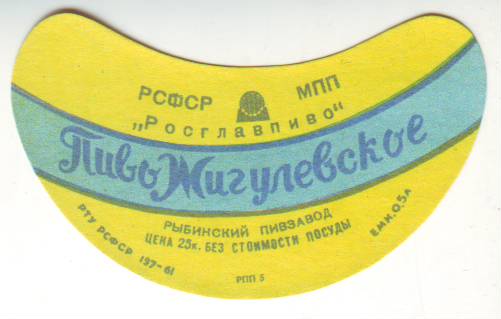 РСФСР МПП
„Росглавпиво“
Пиво Жигулевское
РЫБИНСКИЙ ПИВЗАВОД
ЦЕНА 25к. БЕЗ СТОИМОСТИ ПОСУДЫ
РТУ РСФСР 197-61
ЕМК. 0,5л
РПП 5